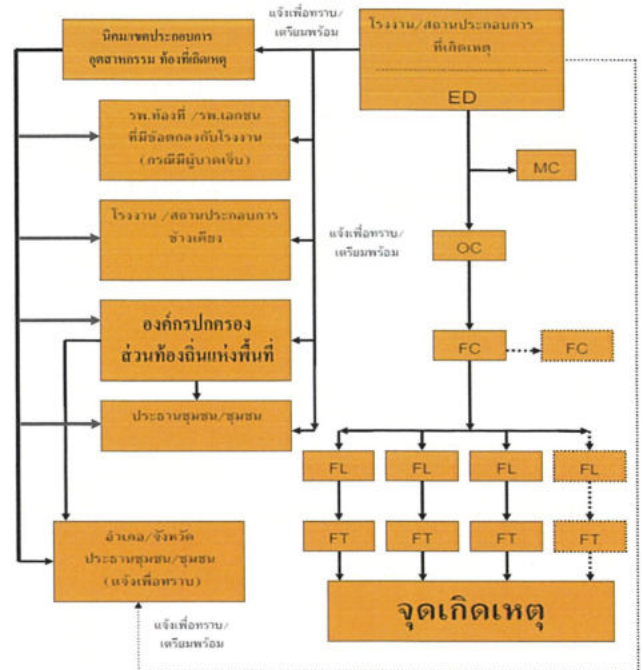 แจ้งเพื่อทราบ/
เตรียมพร้อม
นิคมฯเขตประกอบการ
อุตสาหกรรม ท้องที่เกิดเหตุ
โรงงาน/สถานประกอบการ
ที่เกิดเหตุ
ED
รพ.ท้องที่ /รพ.เอกชน
ที่มีข้อตกลงกับโรงงาน
(กรณีมีผู้บาดเจ็บ)
MC
โรงงาน /สถานประกอบการ
ข้างเคียง
แจ้งเพื่อทราบ/
เตรียมพร้อม
OC
องค์กรปกครอง
ส่วนท้องถิ่นแห่งพื้นที่
FC
FC
ประธานชุมชน/ชุมชน
FL
FL
FL
FL
FT
FT
FT
FT
อำเภอ/จังหวัด
ประธานชุมชน/ชุมชน
(แจ้งเพื่อทราบ)
จุดเกิดเหตุ
แจ้งเพื่อทราบ/
เตรียมพร้อม